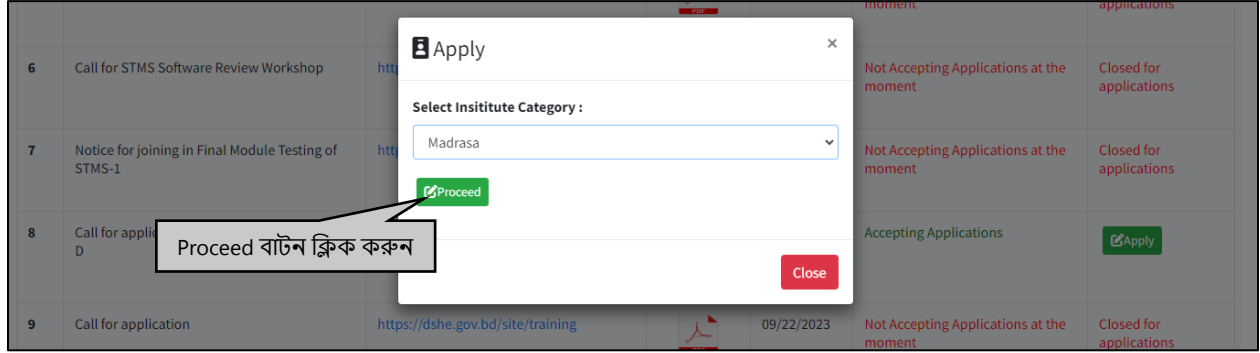 moment
applications
PDF
Apply
×
6
Call for STMS Software Review Workshop
http
Not Accepting Applications at the
moment
Closed for
applications
Select Insititute Category :
Madrasa
7
Notice for joining in Final Module Testing of
STMS-1
http
Not Accepting Applications at the
moment
Closed for
applications
Proceed
8
Call for applic
D
Proceed বাটন ক্লিক করুন
Accepting Applications
Apply
Close
9
Call for application
https://dshe.gov.bd/site/training
09/22/2023
Not Accepting Applications at the
moment
Closed for
applications